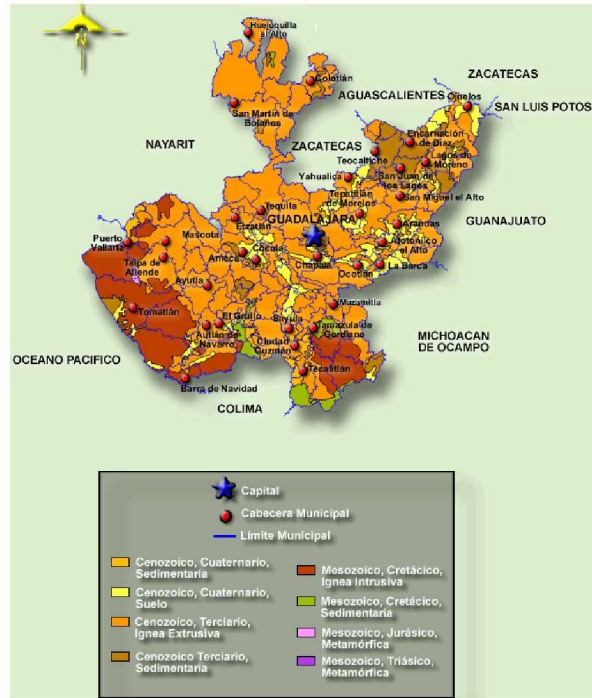 N
Huejuquilla
el Alto
Colotlán
ZACATECAS
AGUASCALIENTES
Ojuelos
SAN LUIS POTOS
San Martín de
Bolaños
Encarnación
de Díaz
NAYARIT
ZACATECAS
Teocaltiche
Lagos de
Moreno
Yahualica
San Juan de
los Lagos
Tepatitlán
de Morelos
San Miguel el Alto
Tequila
GUADALAJARA
GUANAJUATO
Etzatlán
Arandas
Puerto
Vallarta
Mascota
Cocula
Atotonilco
el Alto
Ameca
Chapala
Talpa de
Allende
Ocotlán
La Barca
Ayutla
Mazamitla
Tomatlán
El Grullo
Sayula
Tamazula de
Gordiano
Autlán de
Navarro
Ciudad
Guzmán
MICHOACAN
DE OCAMPO
OCEANO PACIFICO
Tecalitlán
Barra de Navidad
COLIMA
Capital
Cabecera Municipal
Límite Municipal
Cenozoico, Cuaternario,
Sedimentaria
Cenozoico, Cuaternario,
Suelo
Cenozoico, Terciario,
Ignea Extrusiva
Cenozoico Terciario,
Sedimentaria
Mesozoico, Cretácico,
Ignea Intrusiva
Mesozoico, Cretácico,
Sedimentaria
Mesozoico, Jurásico,
Metamórfica
Mesozoico, Triásico,
Metamórfica